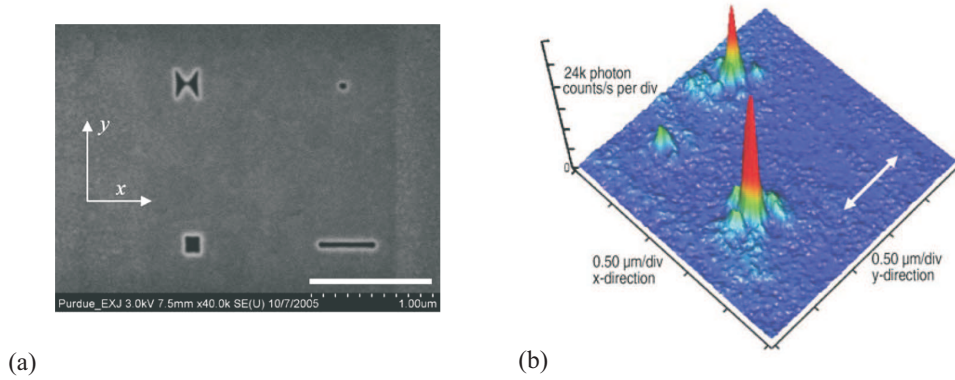 y
x
Purdue_EXJ 3.0kV 7.5mm x40.0k SE(U) 10/7/2005 1.00um
(a)
24k photon
counts/s per div
0
0.50 µm/div
x-direction
0.50 µm/div
y-direction
(b)